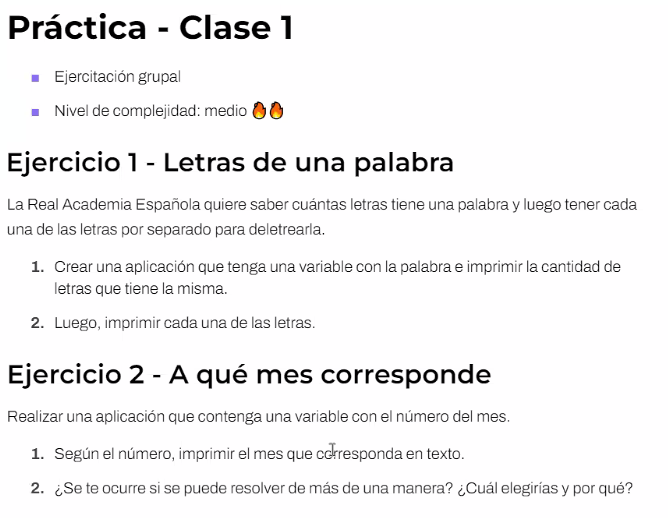 Práctica - Clase 1
Ejercitación grupal
Nivel de complejidad: medio 🔥🔥
Ejercicio 1 - Letras de una palabra
La Real Academia Española quiere saber cuántas letras tiene una palabra y luego tener cada
una de las letras por separado para deletrearla.
1. Crear una aplicación que tenga una variable con la palabra e imprimir la cantidad de
letras que tiene la misma.
2. Luego, imprimir cada una de las letras.
Ejercicio 2 - A qué mes corresponde
Realizar una aplicación que contenga una variable con el número del mes.
1. Según el número, imprimir el mes que corresponda en texto.
2. ¿Se te ocurre si se puede resolver de más de una manera? ¿Cuál elegirías y por qué?